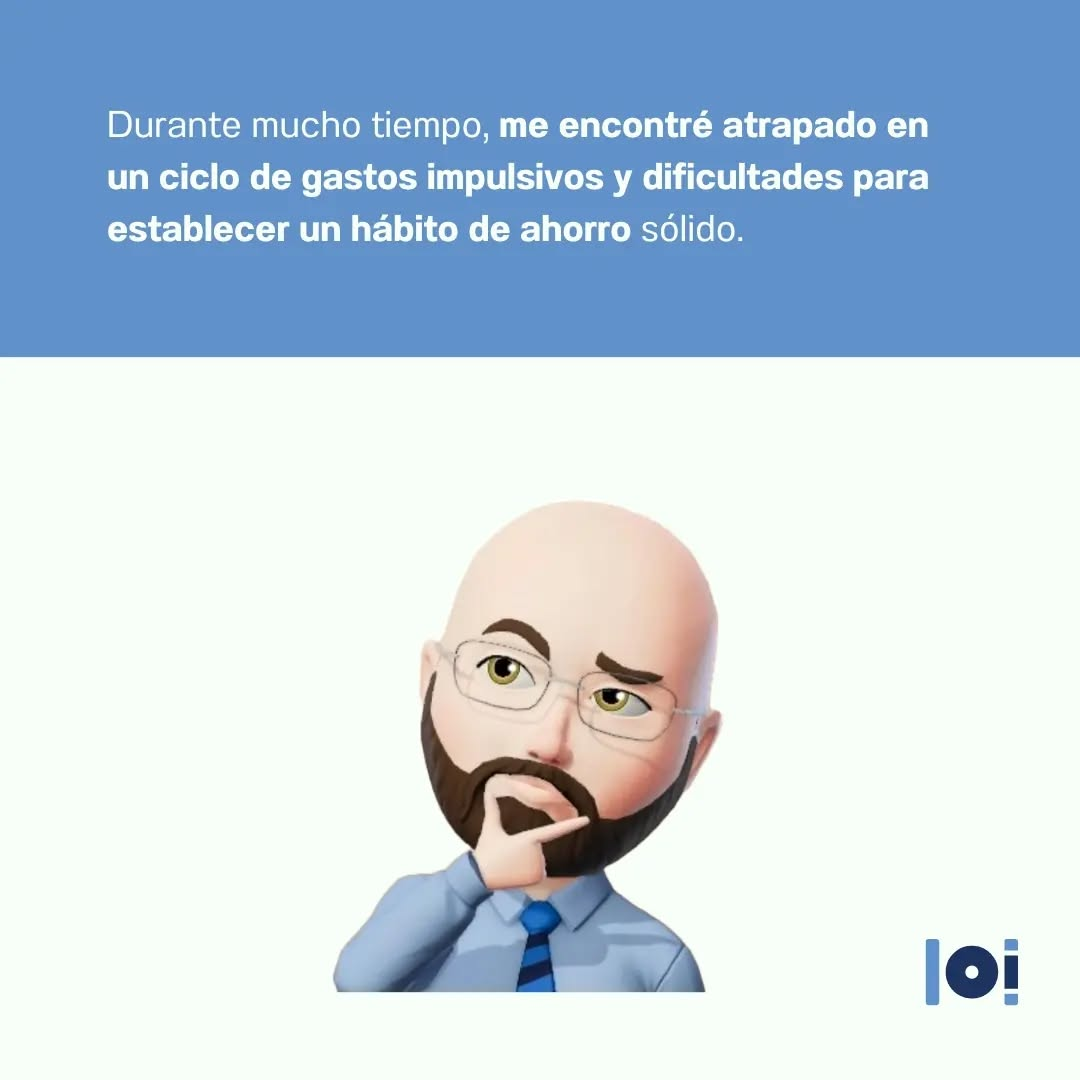 Durante mucho tiempo, me encontré atrapado en
un ciclo de gastos impulsivos y dificultades para
establecer un hábito de ahorro sólido.